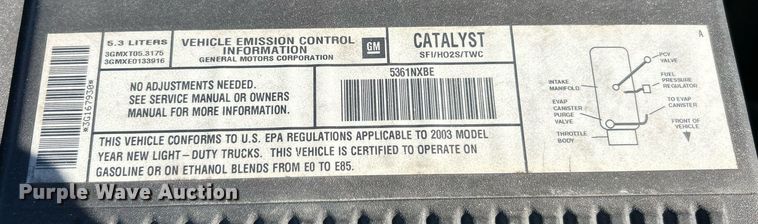 5.3 LITERS
3GMXT05.3175
3GMXE0133916
VEHICLE EMISSION CONTROL
INFORMATION
GENERAL MOTORS CORPORATION
GM
CATALYST
SFI/HO2S/TWC
NO ADJUSTMENTS NEEDED.
SEE SERVICE MANUAL OR OWNERS
MANUAL FOR MORE INFORMATION.
5361NXBE
THIS VEHICLE CONFORMS TO U.S. EPA REGULATIONS APPLICABLE TO 2003 MODEL
YEAR NEW LIGHT-DUTY TRUCKS. THIS VEHICLE IS CERTIFIED TO OPERATE ON
GASOLINE OR ON ETHANOL BLENDS FROM E0 TO E85.
*3G167930*
A
PCV
VALVE
INTAKE
MANIFOLD
FUEL
PRESSURE
REGULATOR
EVAP
CANISTER
PURGE
VALVE
TO EVAP
CANISTER
THROTTLE
BODY
FRONT OF
VEHICLE
Purple Wave Auction